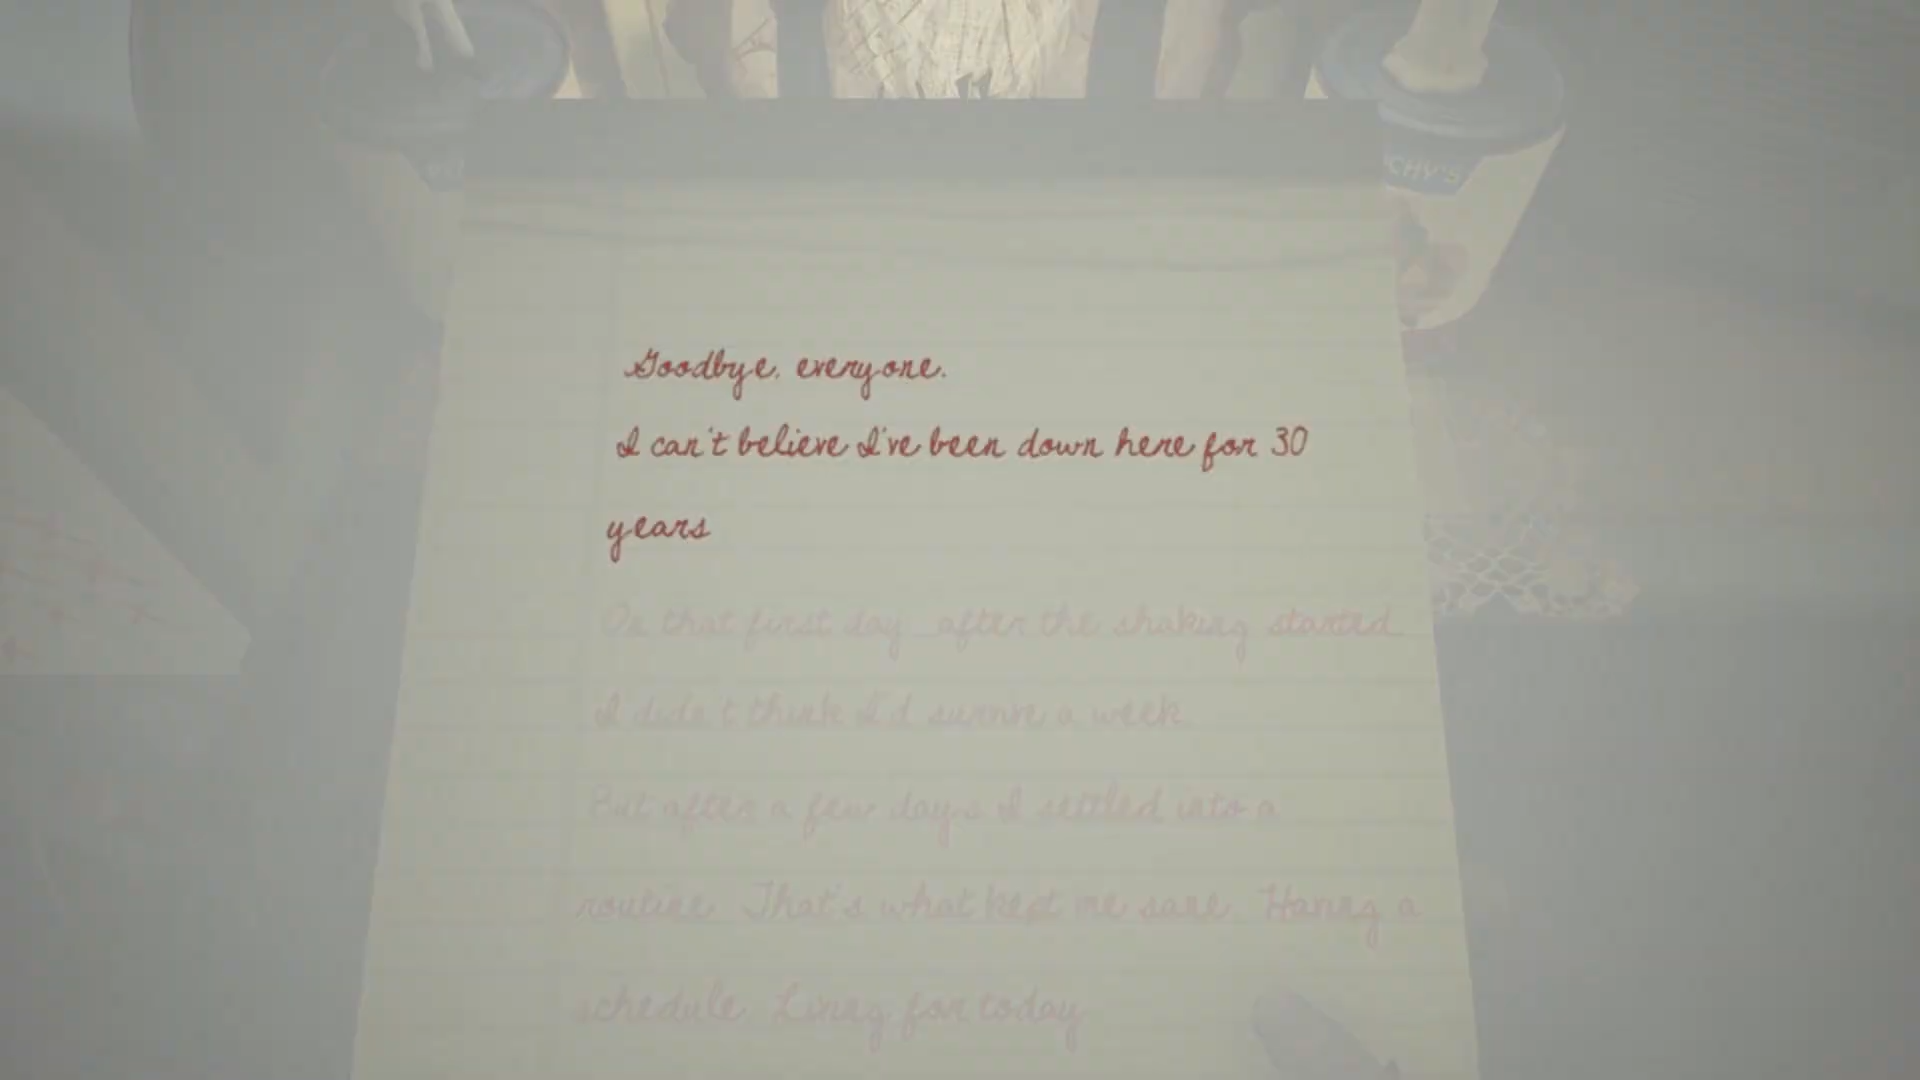 CHY'S
Goodbye, everyone.
I can't believe I've been down here for 30
years
On that first day, after the shaking started
I didn't think I'd survive a week.
But after a few days I settled into a
routine. That's what kept me sane. Having a
schedule. Living for today